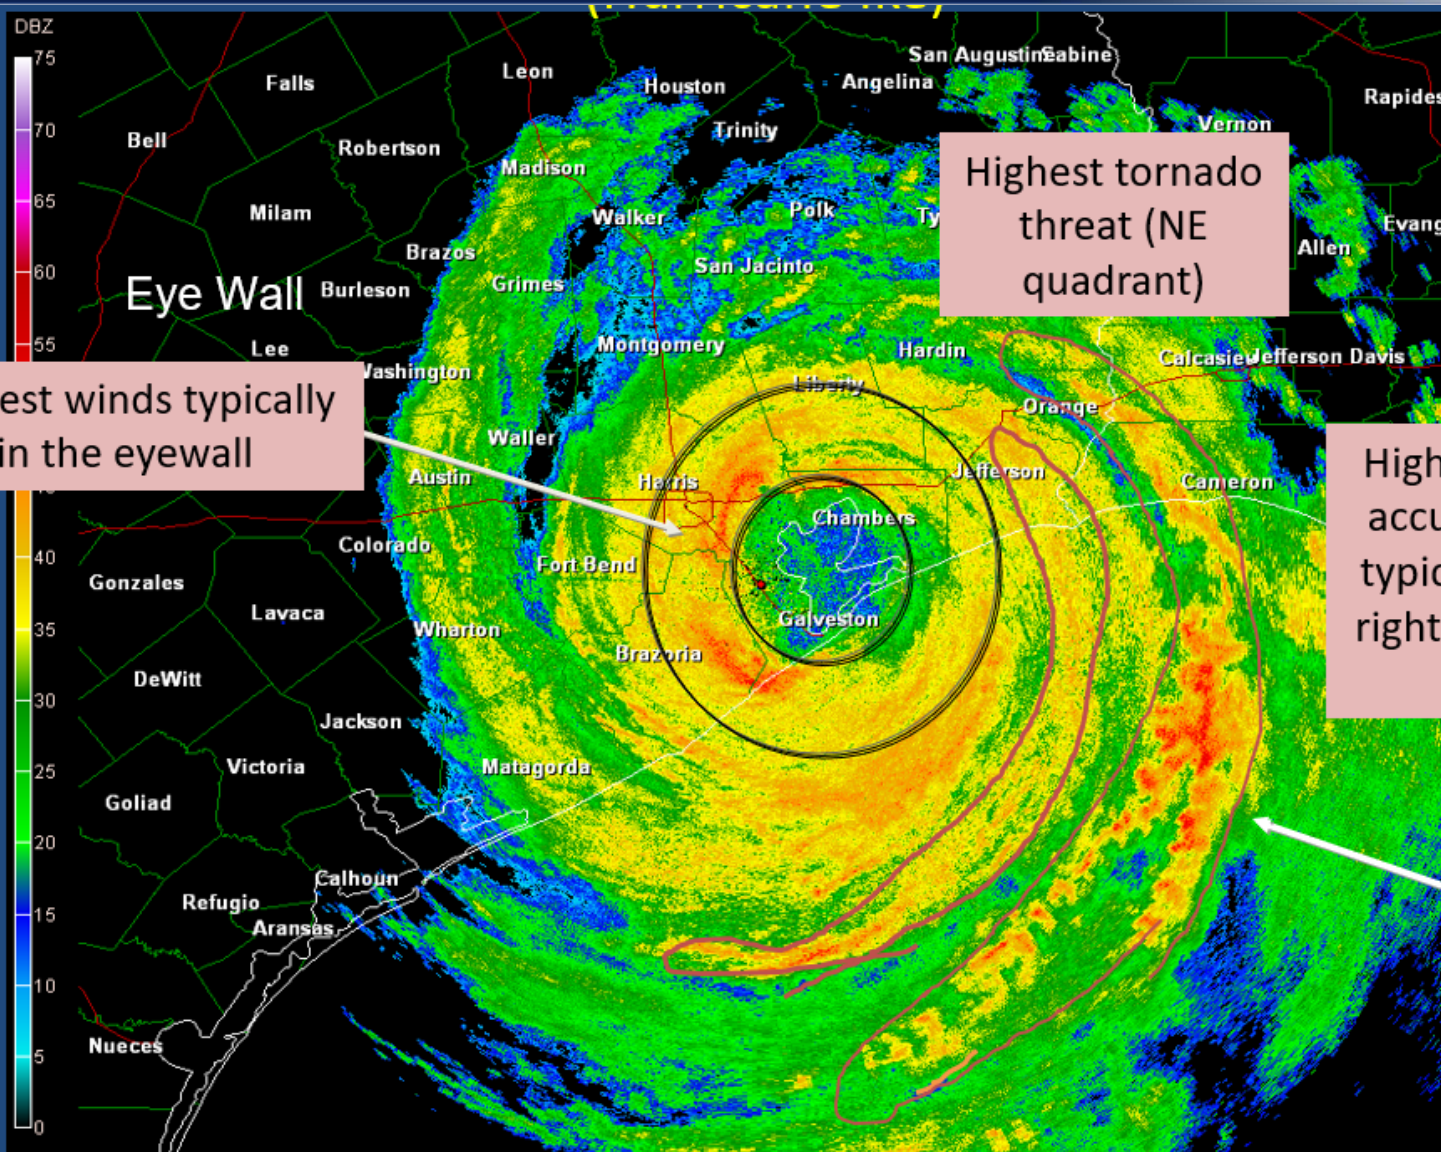 (Hurricane Ike)
DBZ
75
70
65
60
55
40
35
30
25
20
15
10
5
0
San Augustine
Sabine
Leon
Houston
Angelina
Falls
Rapides
Trinity
Vernon
Bell
Robertson
Madison
Highest tornado
threat (NE
quadrant)
Milam
Walker
Polk
Ty
Evang
Brazos
Allen
San Jacinto
Eye Wall
Burleson
Grimes
Lee
Montgomery
Hardin
Calcasieu
Jefferson Davis
Washington
Liberty
est winds typically
in the eyewall
Orange
Waller
Jefferson
Austin
Harris
Cameron
High
accu
typic
right
Chambers
Colorado
Fort Bend
Gonzales
Lavaca
Galveston
Wharton
Brazoria
DeWitt
Jackson
Victoria
Matagorda
Goliad
Calhoun
Refugio
Aransas
Nueces